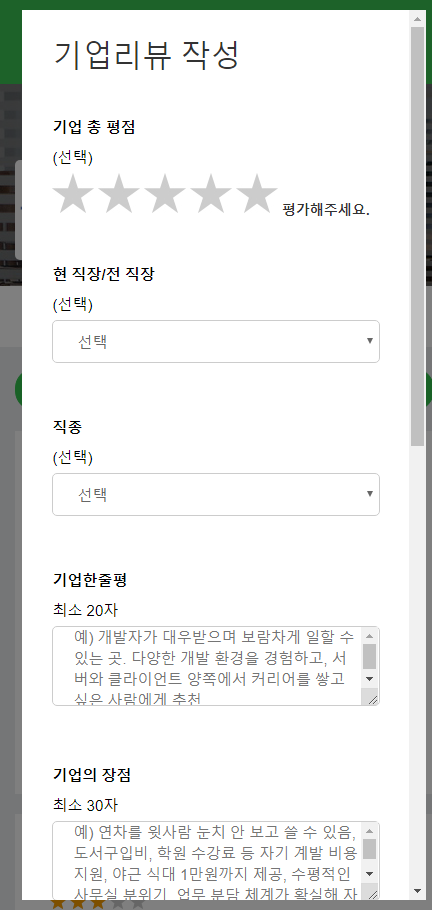 기업리뷰 작성
기업 총 평점
(선택)
평가해주세요.
현 직장/전 직장
(선택)
선택
직종
(선택)
선택
기업한줄평
최소 20자
예) 개발자가 대우받으며 보람차게 일할 수
있는 곳. 다양한 개발 환경을 경험하고, 서
버와 클라이언트 양쪽에서 커리어를 쌓고
싶은 사람에게 추천
기업의 장점
최소 30자
예) 연차를 윗사람 눈치 안 보고 쓸 수 있음,
도서구입비, 학원 수강료 등 자기 계발 비용
지원, 야근 식대 1만원까지 제공, 수평적인
사무실 분위기, 업무 분담 체계가 확실해 자